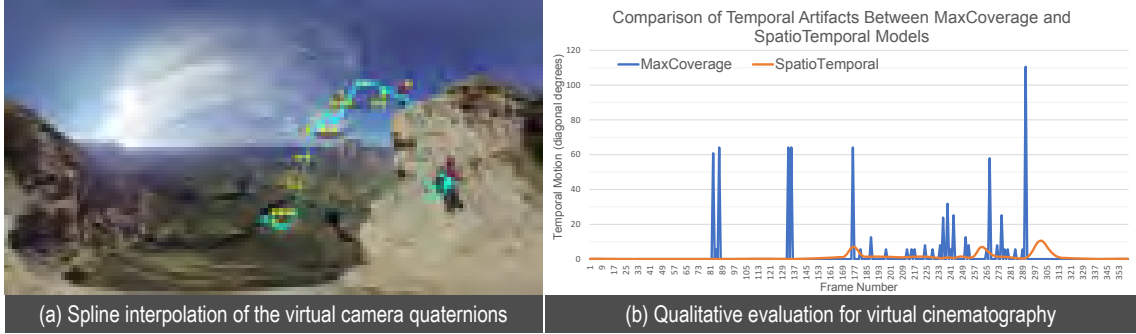 Comparison of Temporal Artifacts Between MaxCoverage and
SpatioTemporal Models
MaxCoverage
SpatioTemporal
Temporal Motion (diagonal degrees)
120
100
80
60
40
20
0
1 9 17 25 33 41 49 57 65 73 81 89 97 105 113 121 129 137 145 153 161 169 177 185 193 201 209 217 225 233 241 249 257 265 273 281 289 297 305 313 321 329 337 345 353
Frame Number
(a) Spline interpolation of the virtual camera quaternions
(b) Qualitative evaluation for virtual cinematography